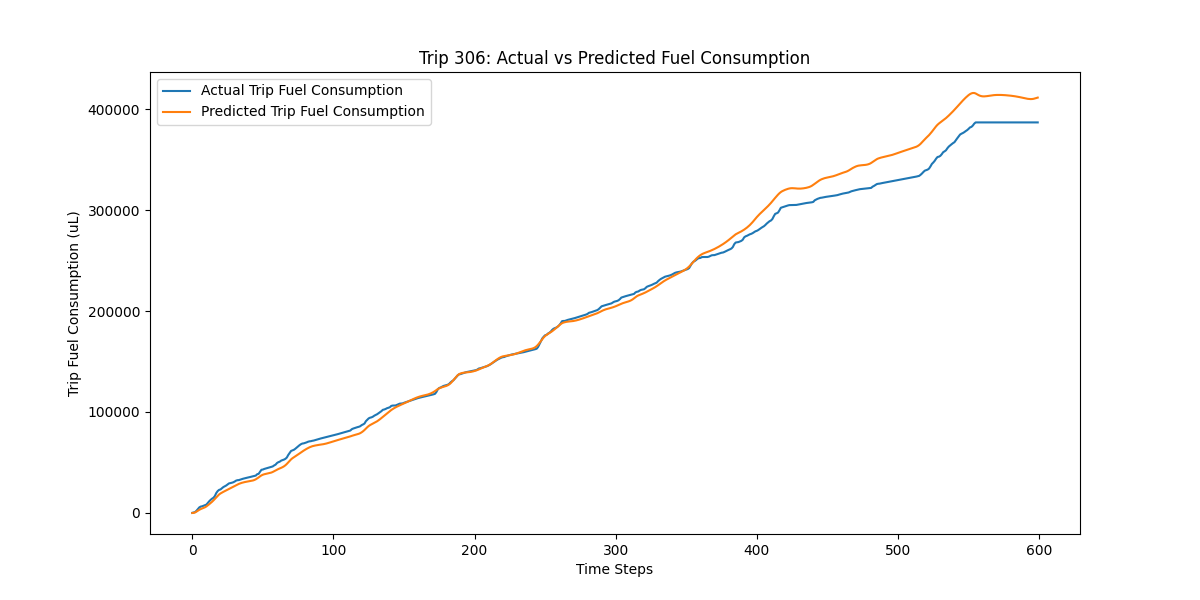 Trip 306: Actual vs Predicted Fuel Consumption
Actual Trip Fuel Consumption
Predicted Trip Fuel Consumption
Trip Fuel Consumption (uL)
400000
300000
200000
100000
0
0 100 200 300 400 500 600
Time Steps